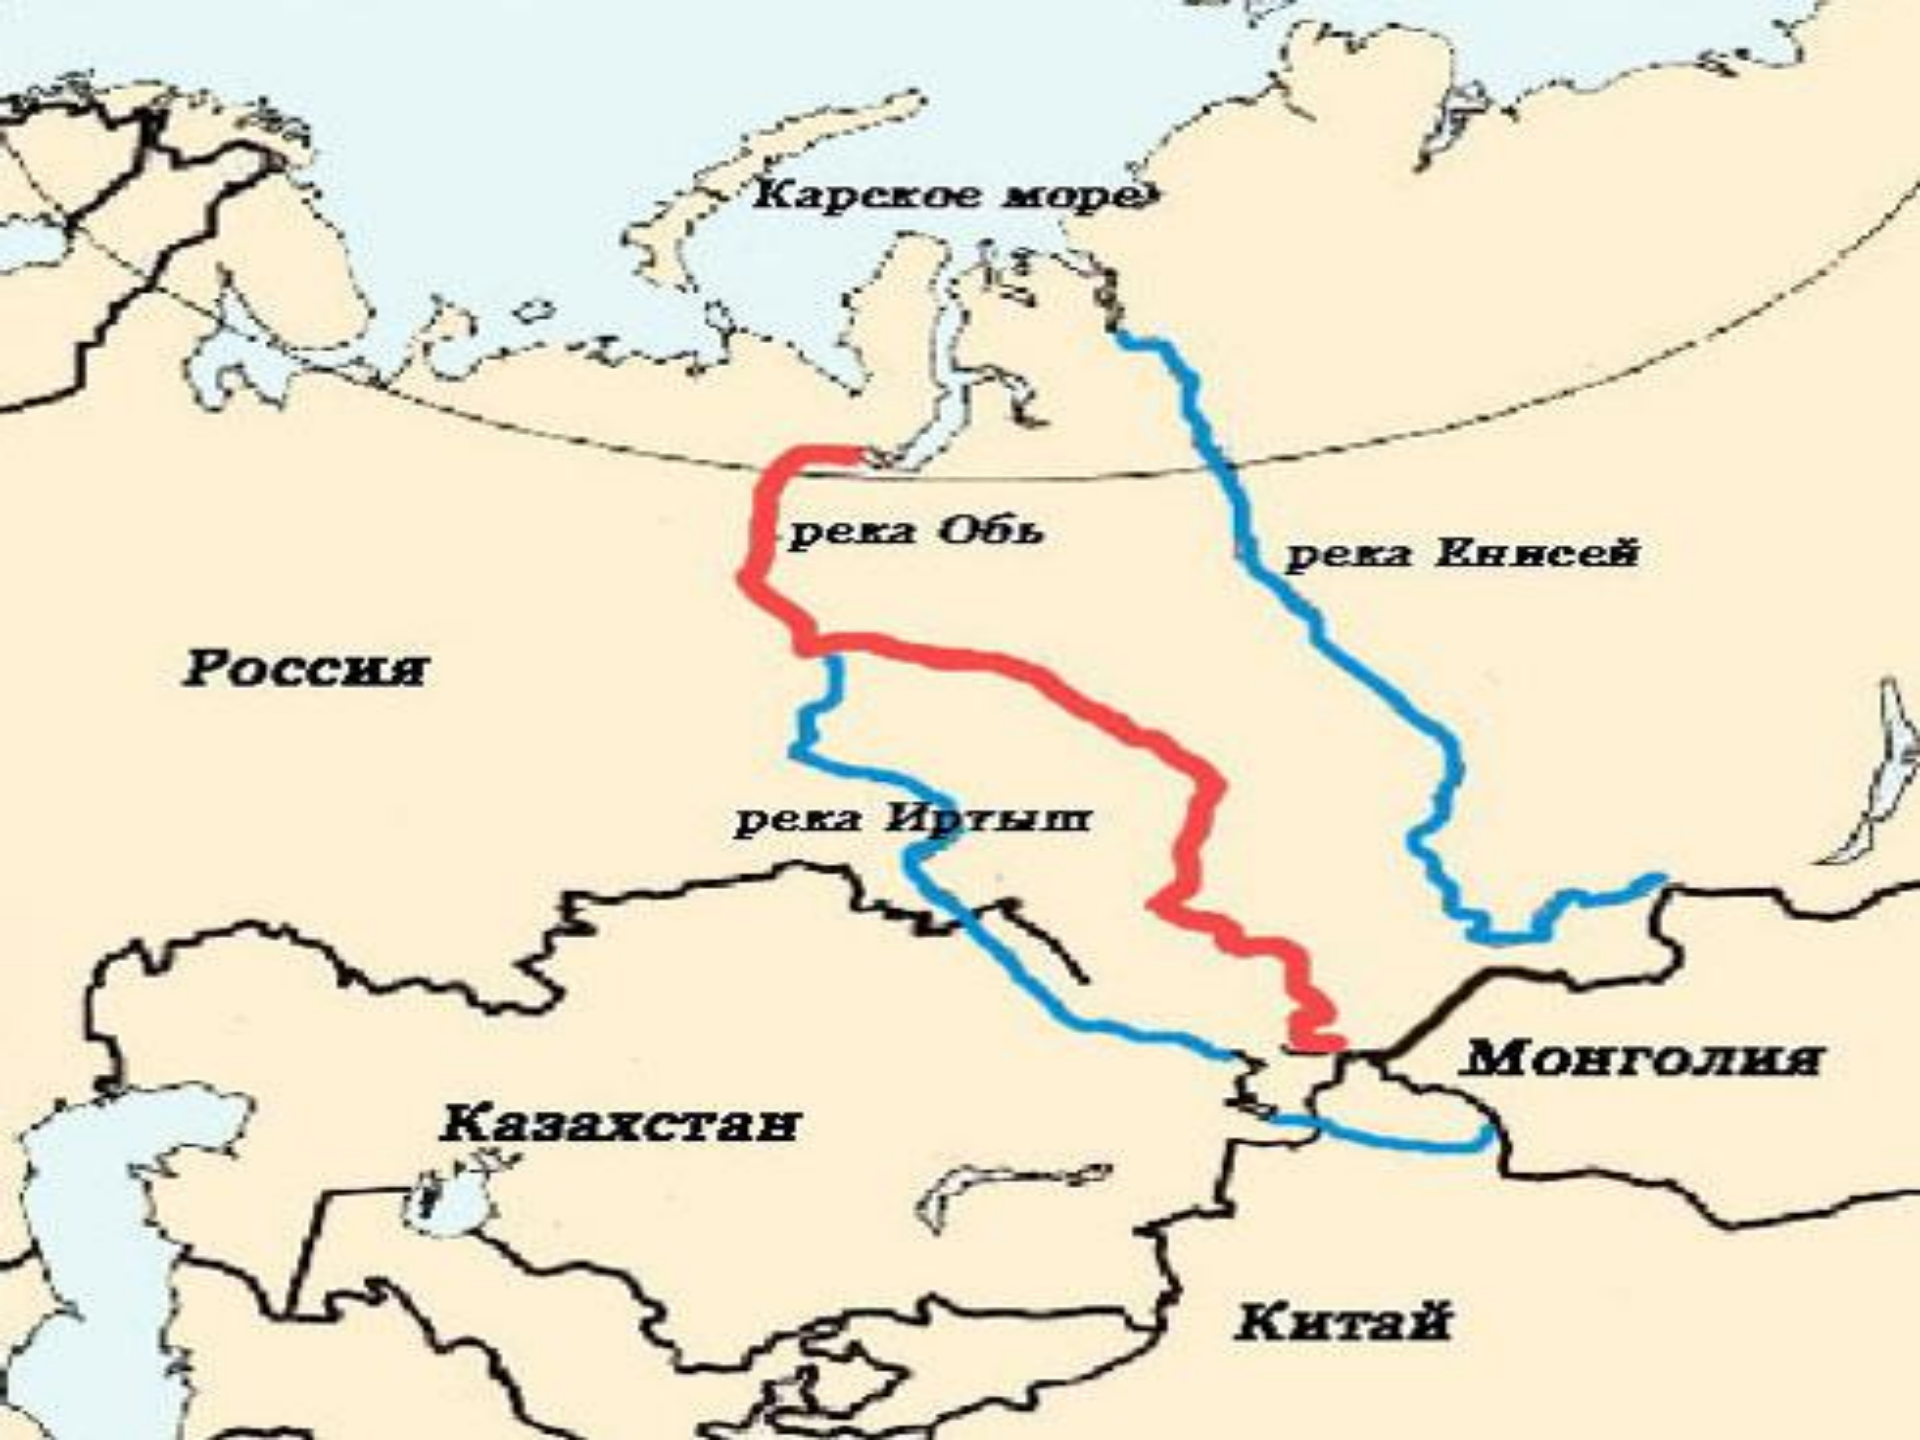 Карское море
река Обь
река Енисей
Россия
река Иртыш
Монголия
Казахстан
Китай